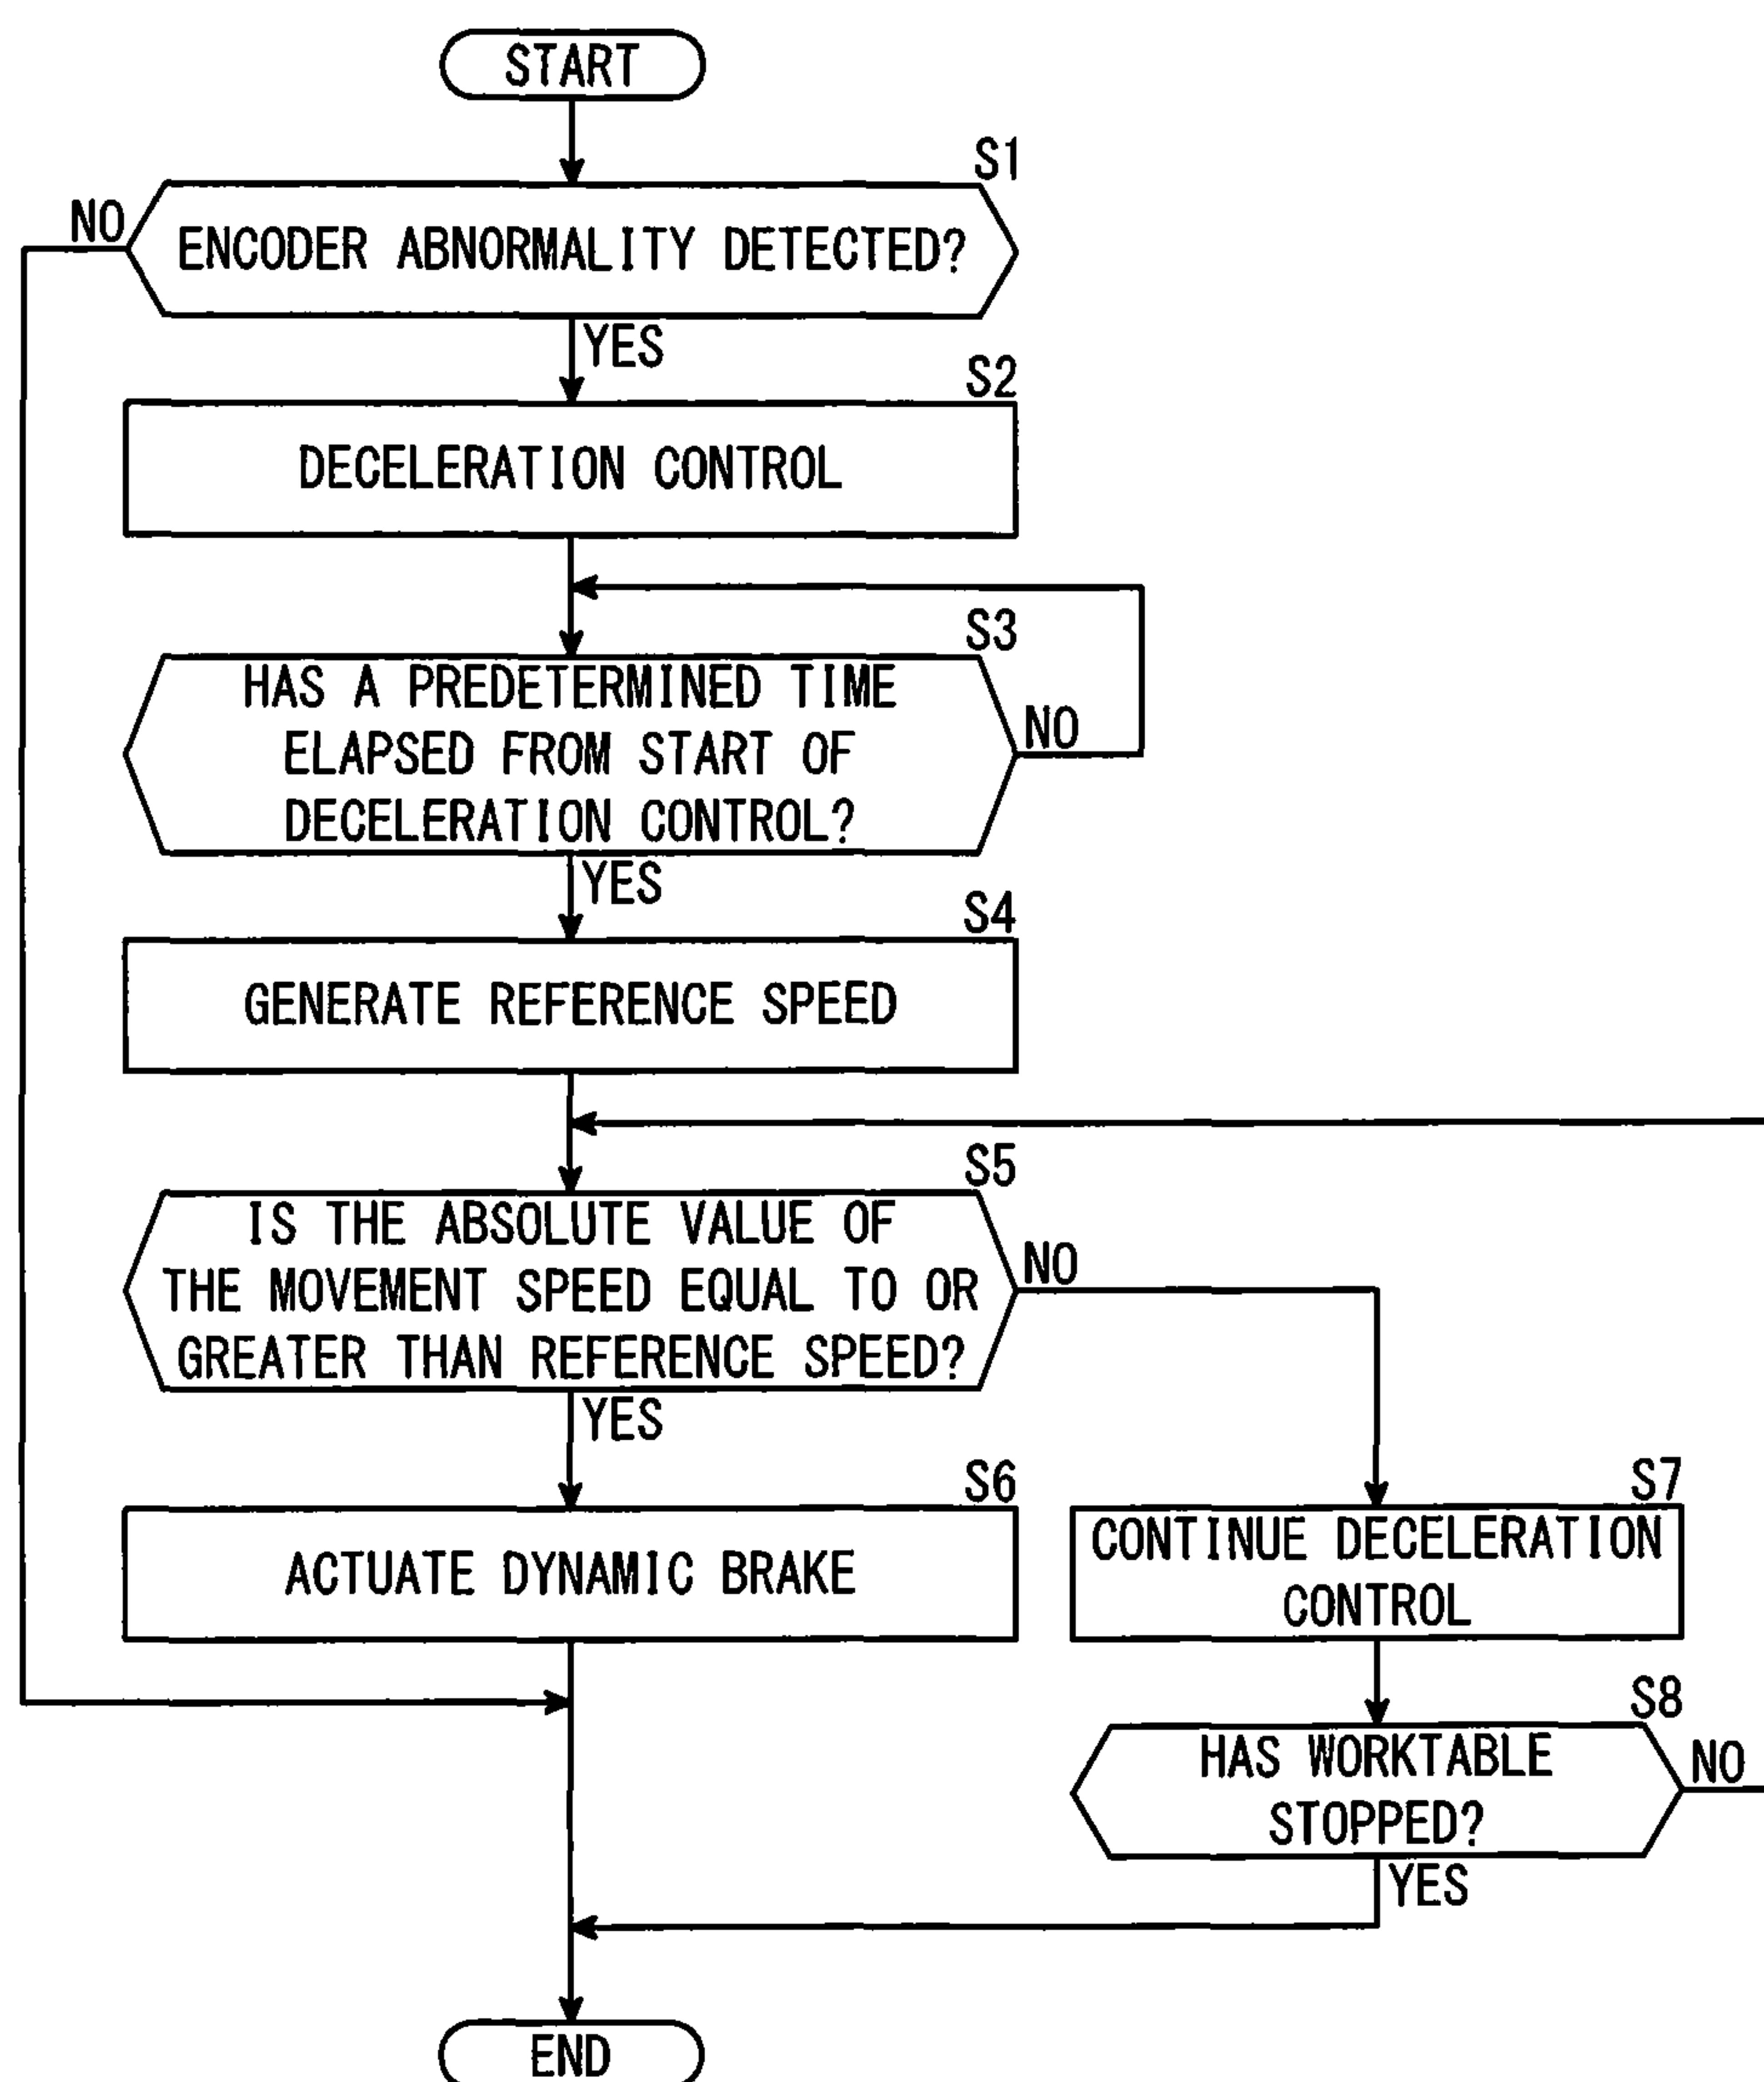 START
S1
NO
ENCODER ABNORMALITY DETECTED?
YES
S2
DECELERATION CONTROL
S3
HAS A PREDETERMINED TIME
ELAPSED FROM START OF
DECELERATION CONTROL?
NO
YES
S4
GENERATE REFERENCE SPEED
S5
IS THE ABSOLUTE VALUE OF
THE MOVEMENT SPEED EQUAL TO OR
GREATER THAN REFERENCE SPEED?
NO
YES
S6
ACTUATE DYNAMIC BRAKE
S7
CONTINUE DECELERATION
CONTROL
S8
HAS WORKTABLE
STOPPED?
NO
YES
END